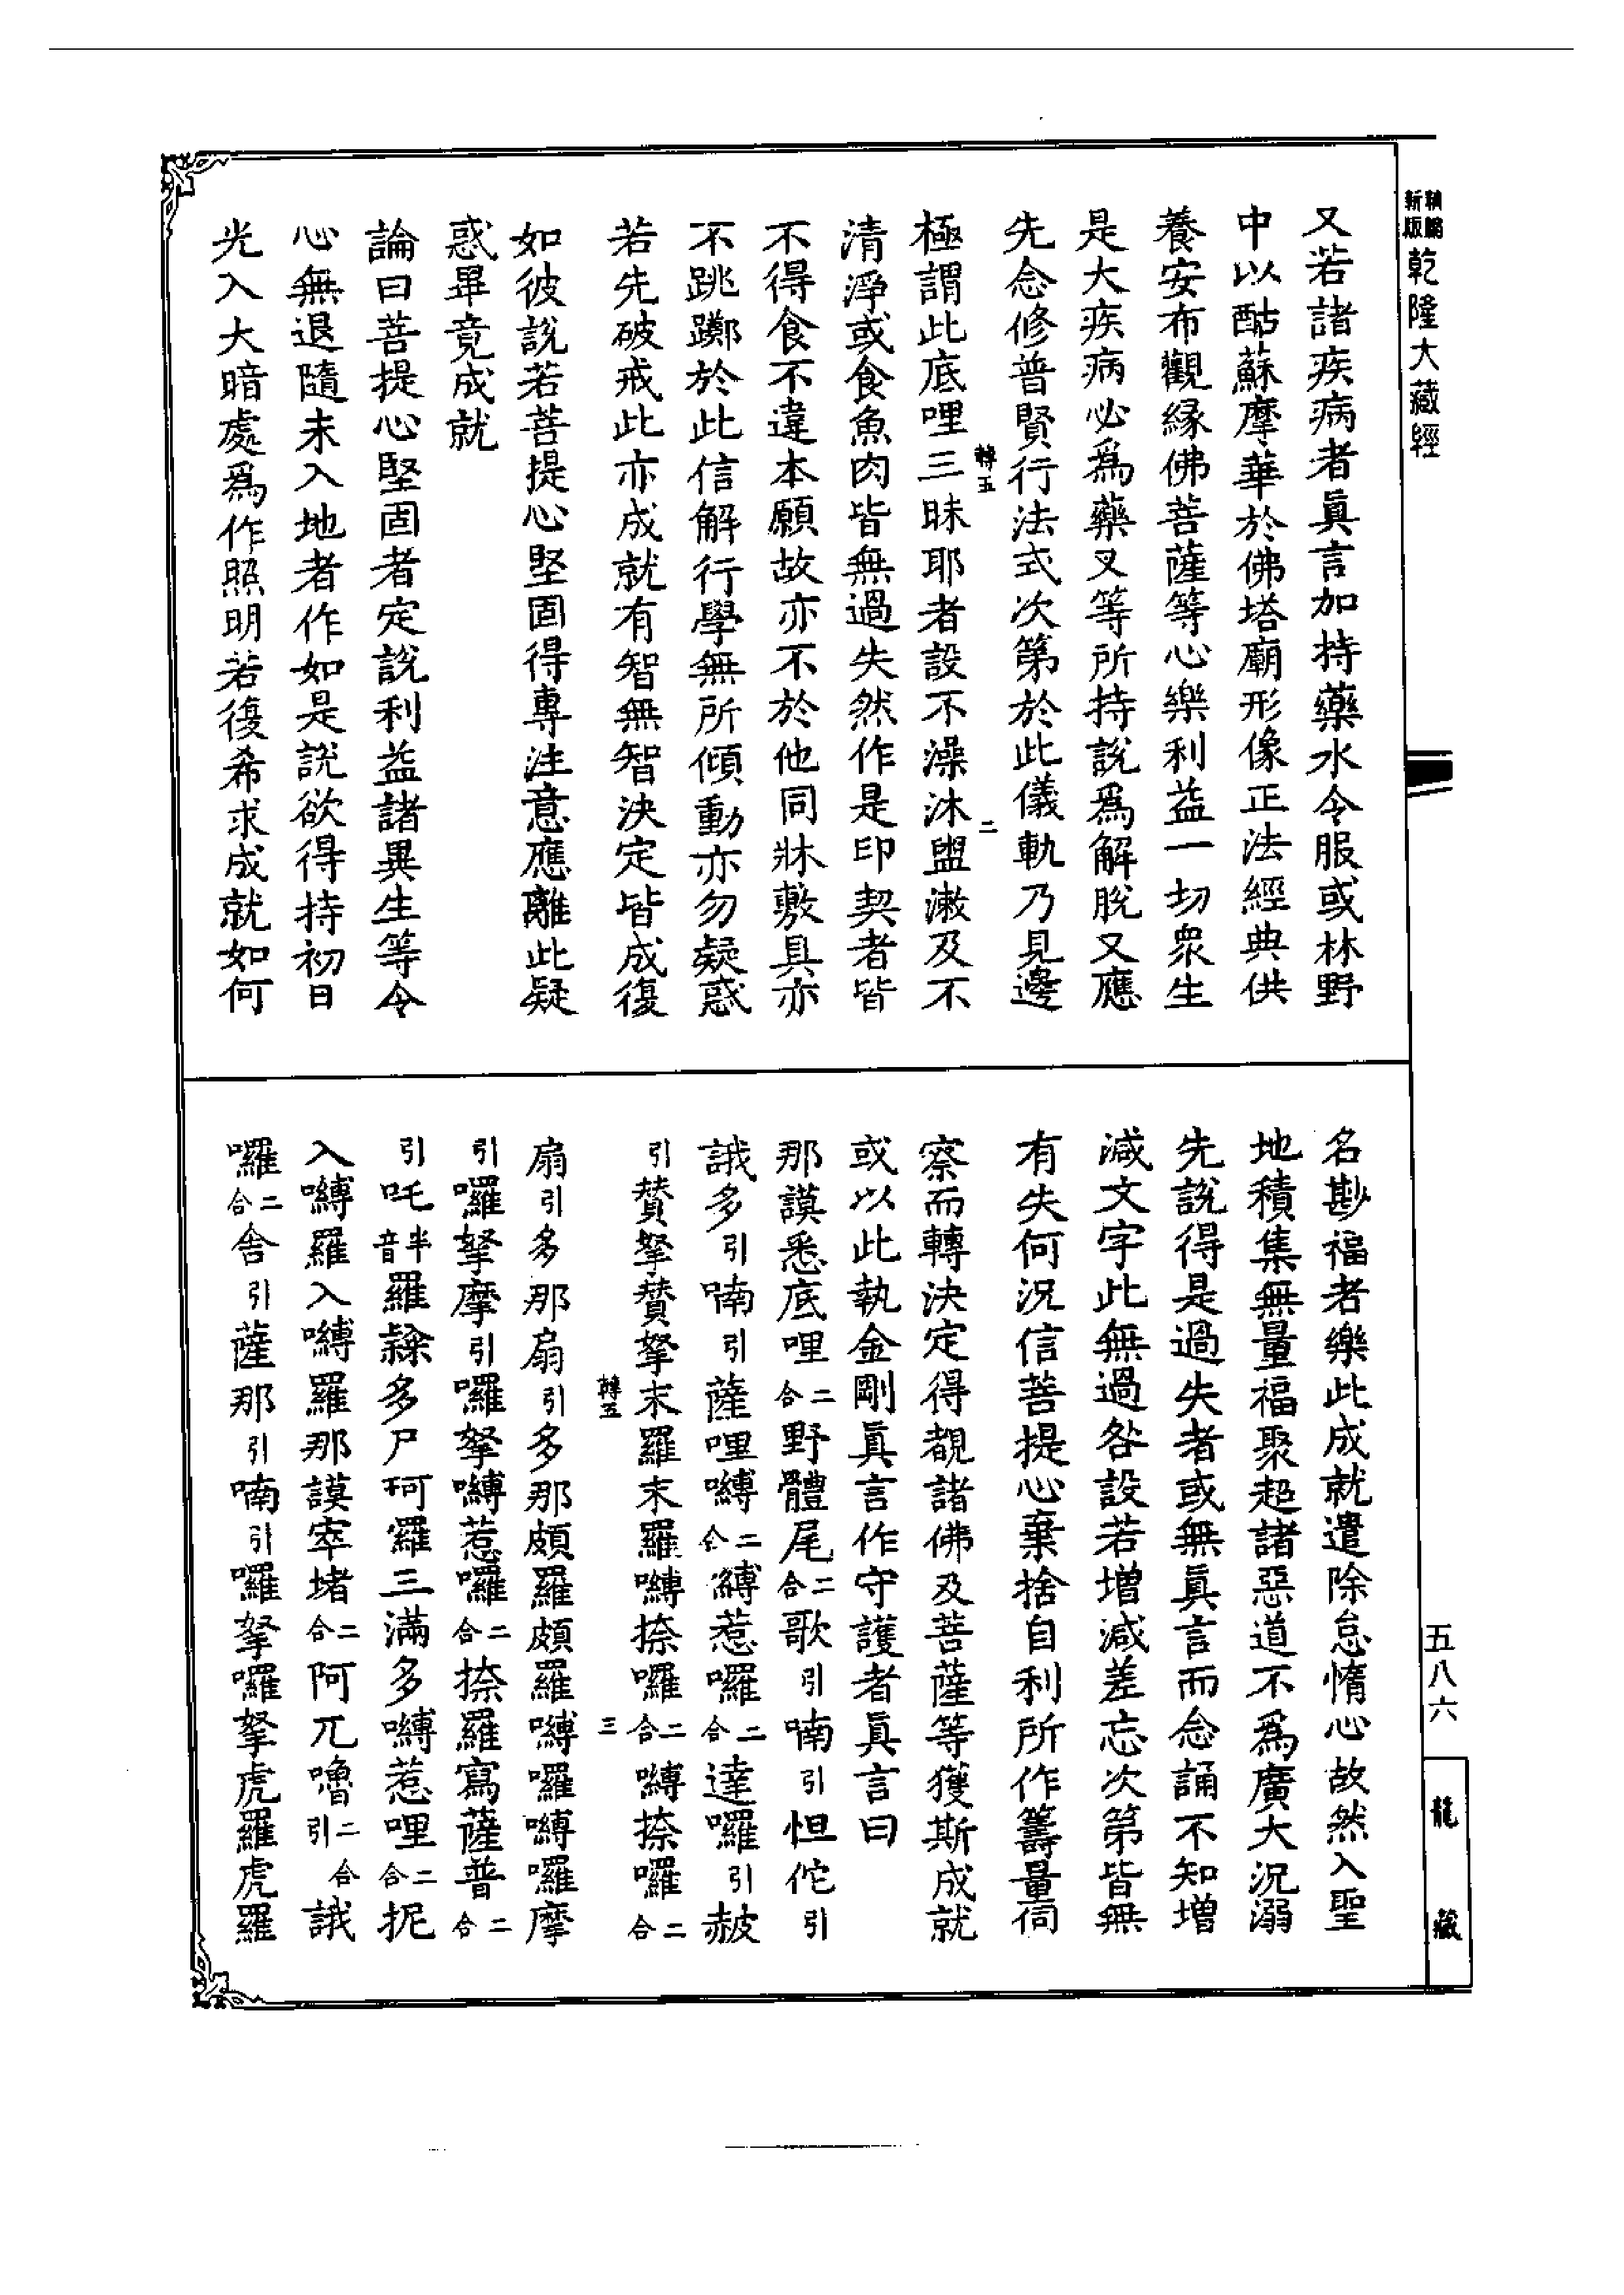 新編
縮版
乾隆大藏經
又若諸疾病者眞言加持藥水令服或林野
中以酤蘇摩華於佛塔廟形像正法經典供
養安布觀緣佛菩薩等心樂利益一切衆生
是大疾病必爲藥叉等所持說爲解脫又應
先念修普賢行法式次第於此儀軌乃見邊
轉五
二
極謂此底哩三昧耶者設不澡沐盥漱及不
清淨或食魚肉皆無過失然作是印契者皆
不得食不違本願故亦不於他同牀敷具亦
不跳躑於此信解行學無所傾動亦勿疑惑
若先破戒此亦成就有智無智決定皆成復
如彼說若菩提心堅固得專注意應離此疑
惑畢竟成就
論曰菩提心堅固者定說利益諸異生等令
心無退隨未入地者作如是說欲得持初日
光入大暗處爲作照明若復希求成就如何
名尠福者樂此成就遣除怠惰心故然入聖
地積集無量福聚超諸惡道不爲廣大況溺
先說得是過失者或無眞言而念誦不知增
減文字此無過咎設若增減差忘次第皆無
有失何況信菩提心棄捨自利所作籌量伺
察而轉決定得覩諸佛及菩薩等獲斯成就
或以此執金剛眞言作守護者眞言曰
那謨悉底哩二合野體尾二合歌引喃引怛佗引
誐多引喃引薩哩嚩二合嚩惹囉二合達囉引赦
引贊拏贊拏末羅末羅嚩捺囉二合嚩捺囉二合
轉五
三
扇引多那扇引多那頗羅頗羅嚩囉嚩囉摩
引囉拏摩引囉拏嚩惹囉二合捺羅寫薩普二合
引吒半音羅䋾多尸珂羅三滿多嚩惹哩二合抳
入嚩羅入嚩羅那謨窣堵二合阿兀嚕二合引誐
囉二合舍引薩那引喃引囉拏囉拏虎羅虎羅
五八六
龍藏